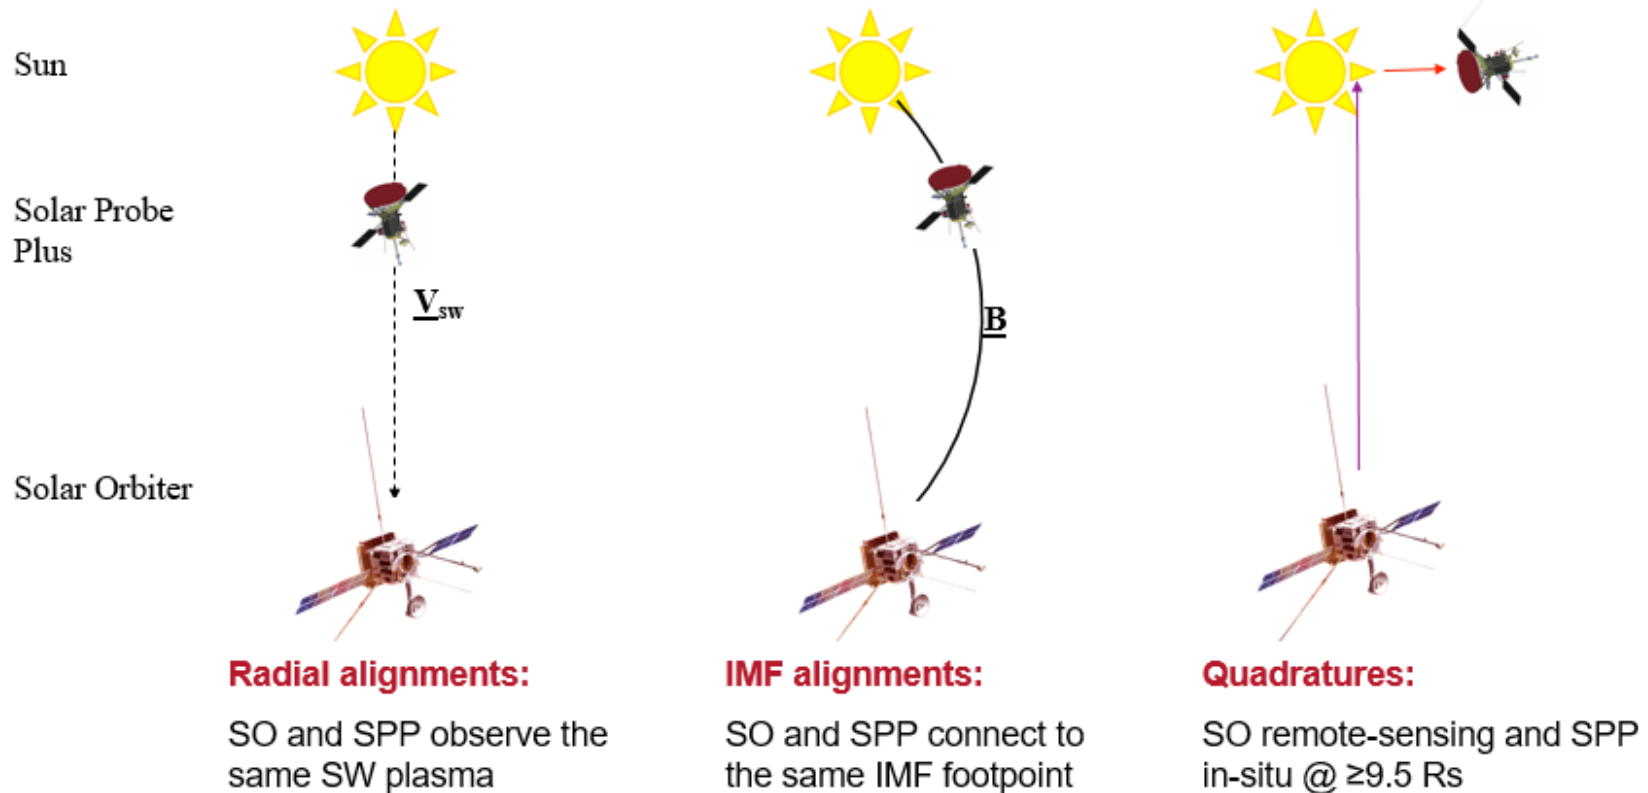 Sun
Solar Probe
Plus
V_sw
B
Solar Orbiter
Radial alignments:
SO and SPP observe the
same SW plasma
IMF alignments:
SO and SPP connect to
the same IMF footpoint
Quadratures:
SO remote-sensing and SPP
in-situ @ ≥9.5 Rs